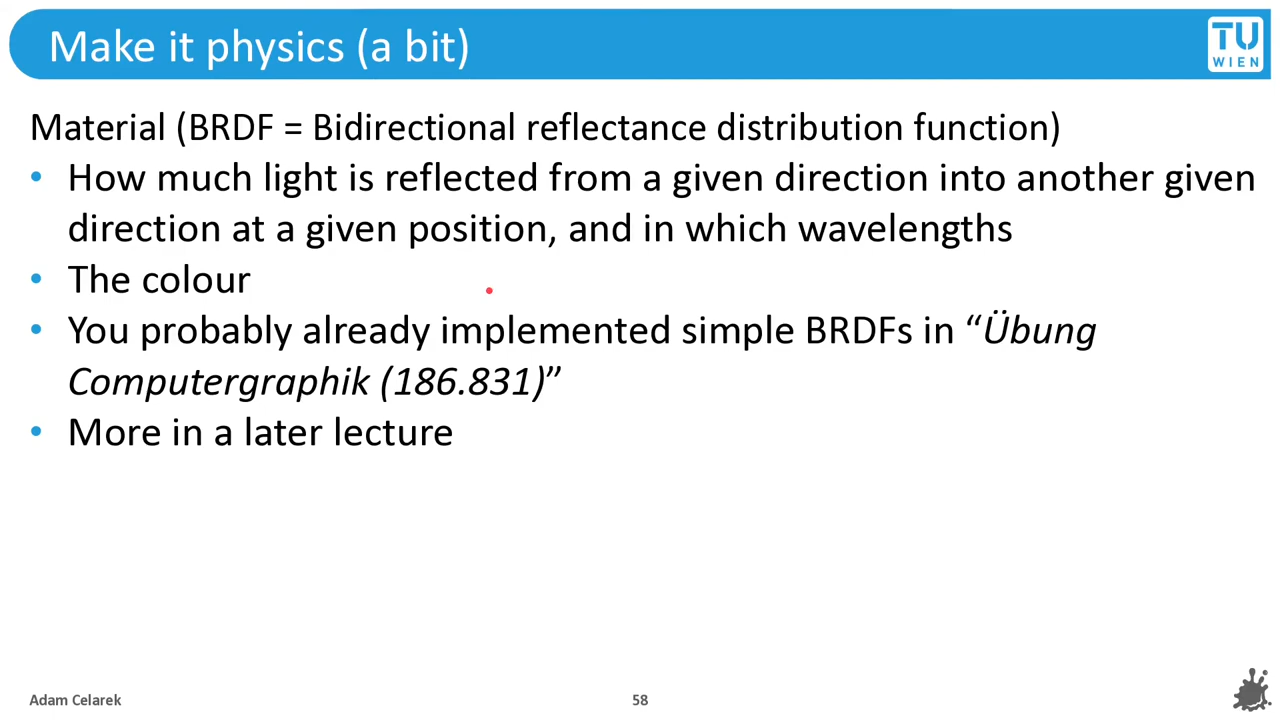 Make it physics (a bit)
TU
WIEN
Material (BRDF = Bidirectional reflectance distribution function)
• How much light is reflected from a given direction into another given
direction at a given position, and in which wavelengths
• The colour
• You probably already implemented simple BRDFs in “Übung
Computergraphik (186.831)”
• More in a later lecture
Adam Celarek
58